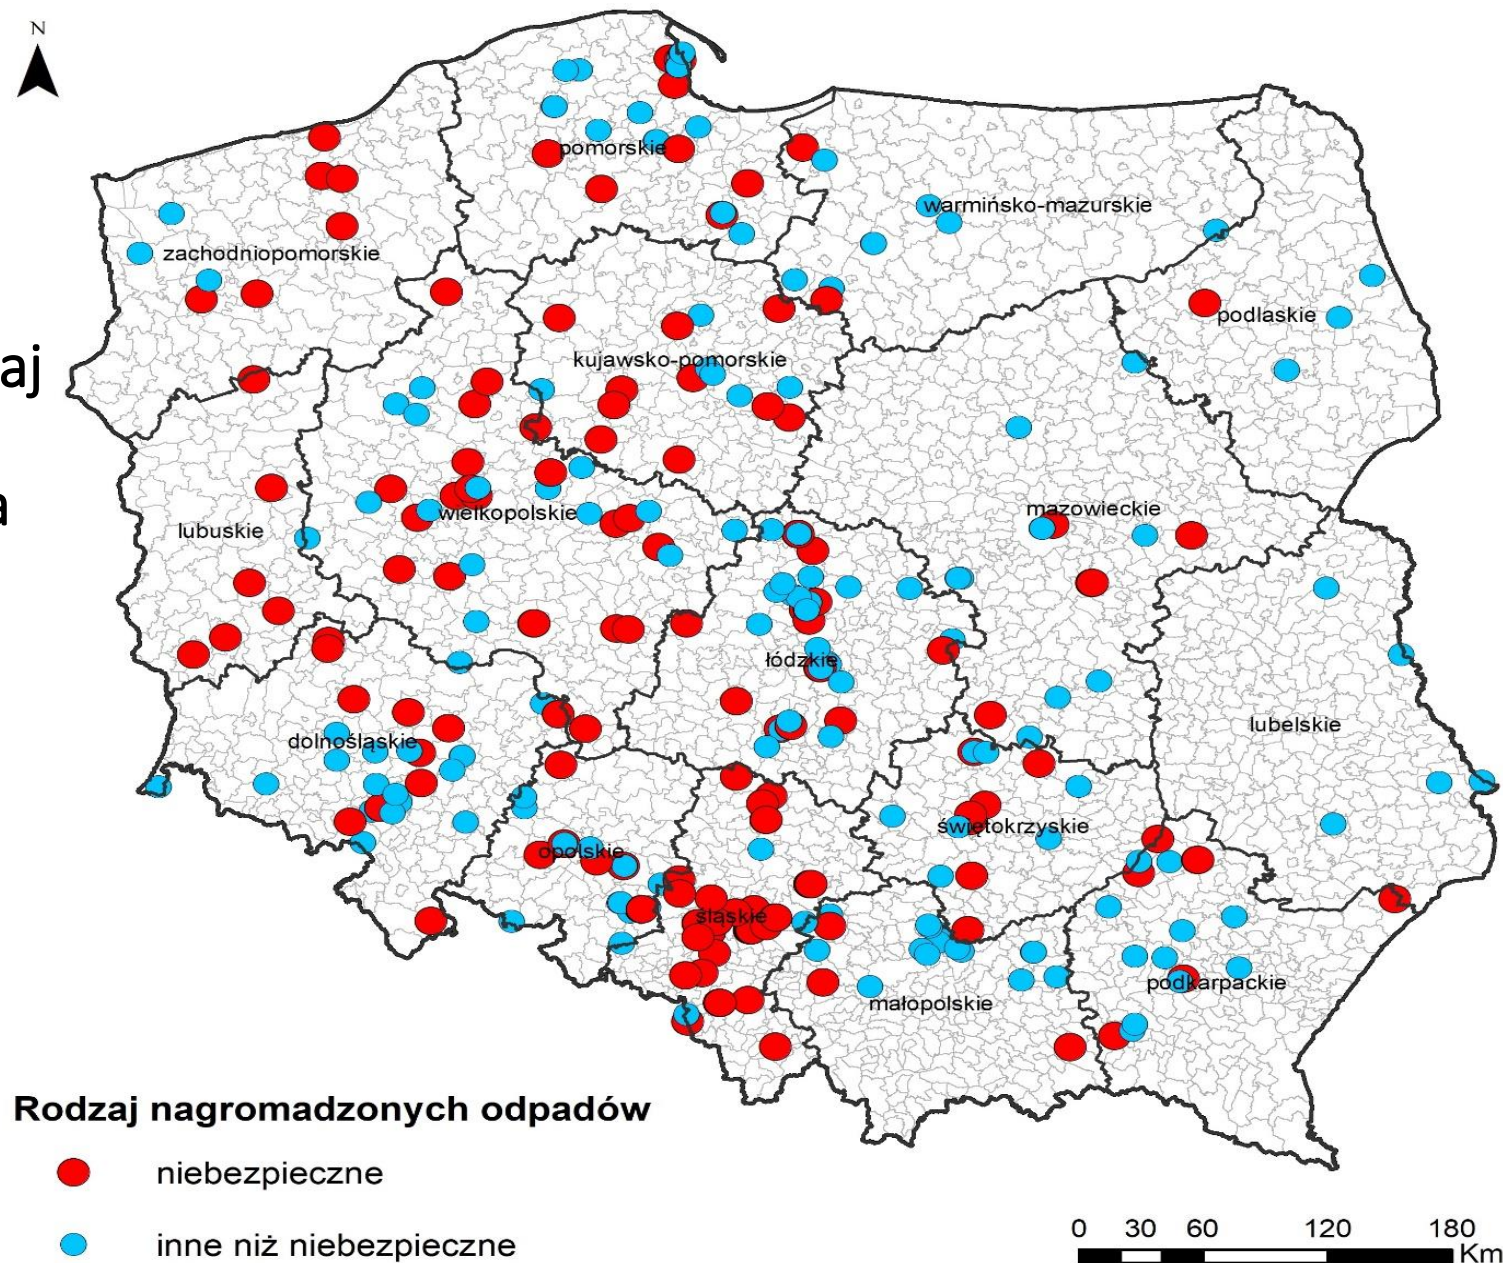 N
pomorskie
warmińsko-mazurskie
zachodniopomorskie
podlaskie
aj
kujawsko-pomorskie
a
wielkopolskie
mazowieckie
lubuskie
łódzkie
lubelskie
dolnośląskie
świętokrzyskie
opolskie
śląskie
podkarpackie
małopolskie
Rodzaj nagromadzonych odpadów
niebezpieczne
inne niż niebezpieczne
0 30 60 120 180
Km